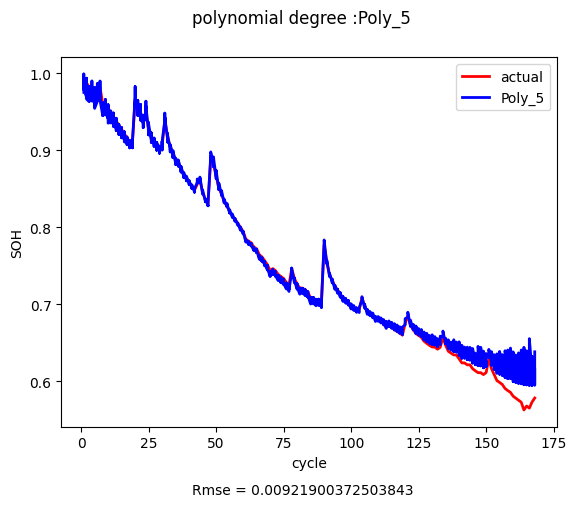 polynomial degree :Poly_5
actual
Poly_5
1.0
0.9
0.8
0.7
0.6
SOH
0
25
50
75
100
125
150
175
cycle
Rmse = 0.00921900372503843